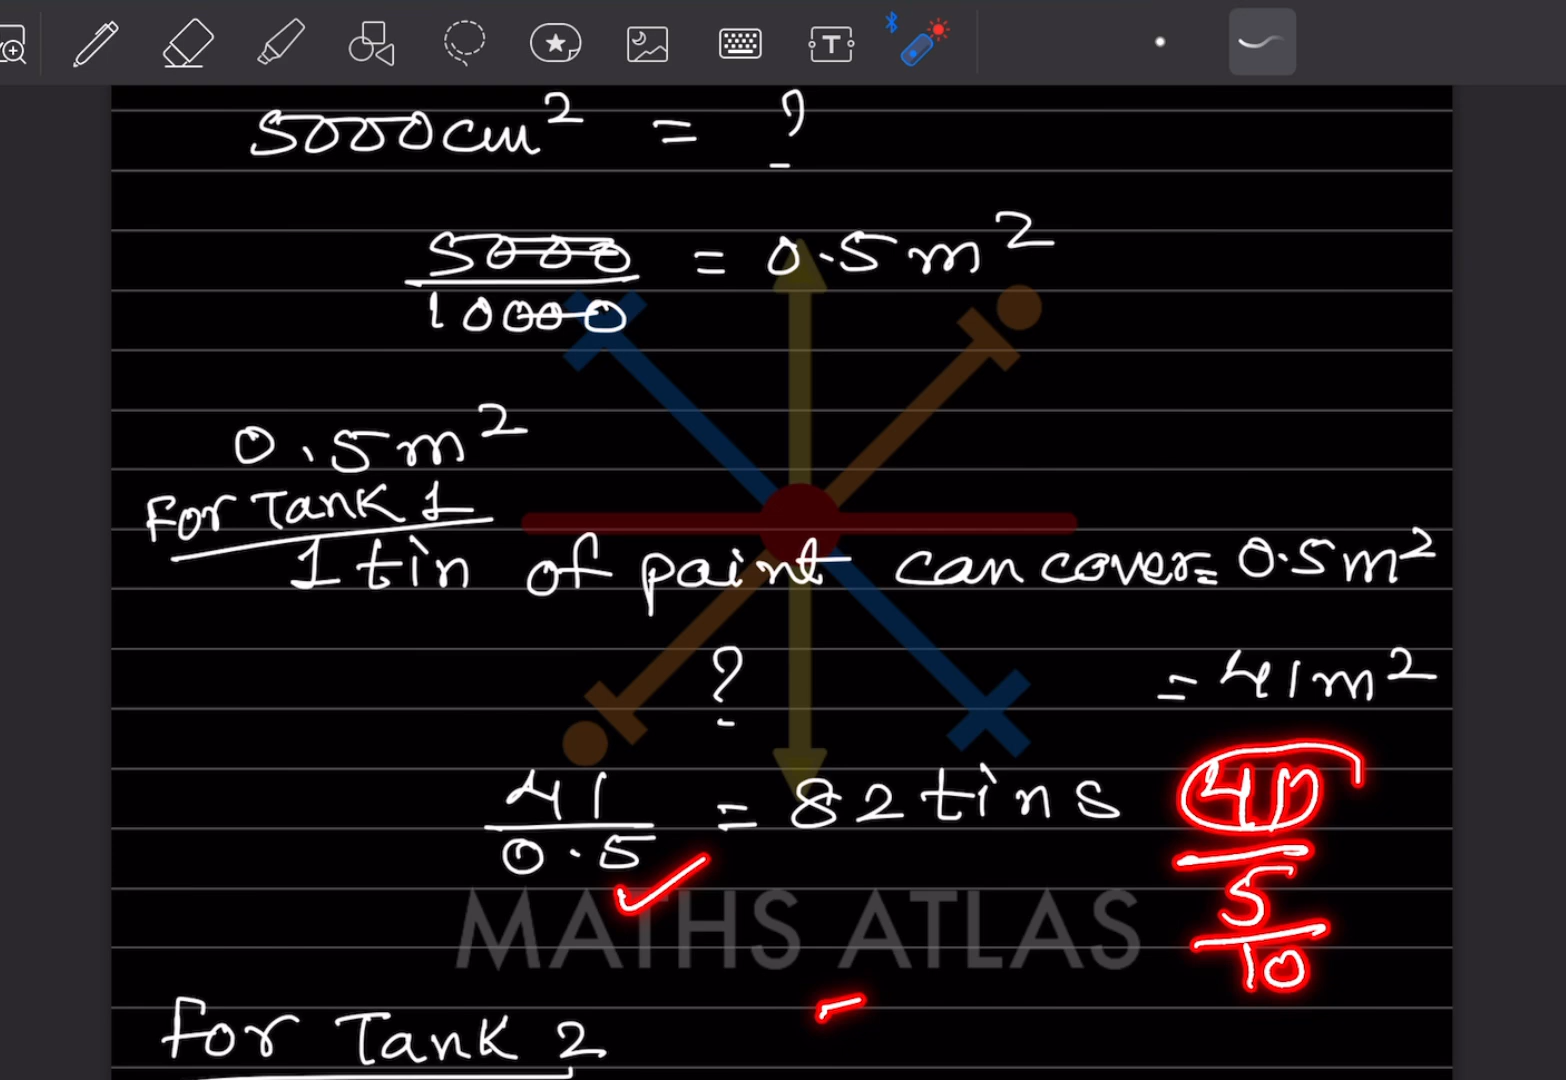 5000cm² = ?
5000/10000 = 0.5m²
0.5m²
For Tank 1
1 tin of paint can cover = 0.5m²
? = 41m²
41/0.5 = 82 tins
41/5/10
MATHS ATLAS
For Tank 2
T